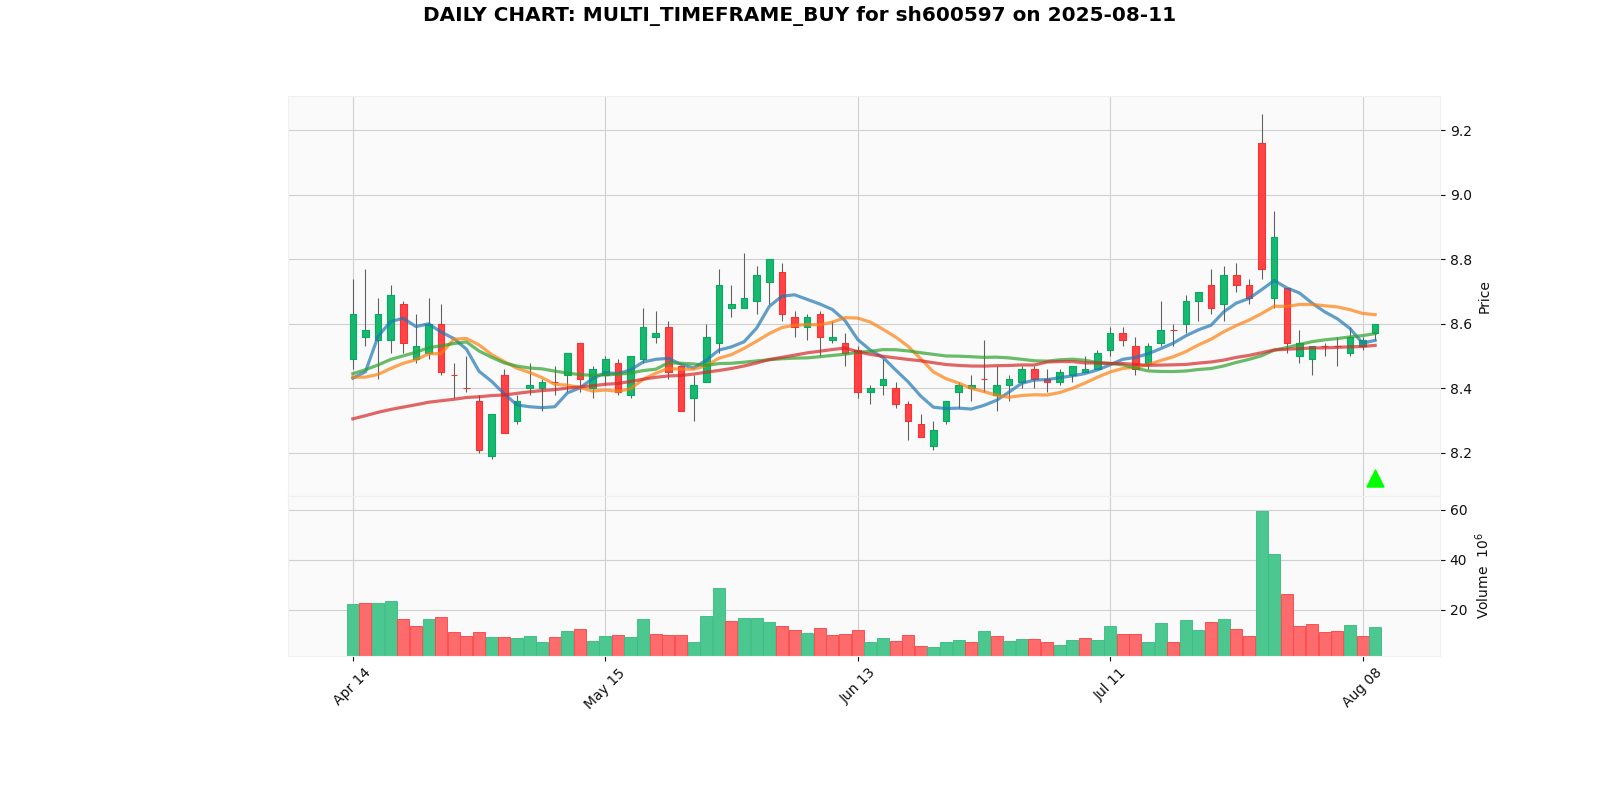 DAILY CHART: MULTI_TIMEFRAME_BUY for sh600597 on 2025-08-11
9.2
9.0
8.8
8.6
8.4
8.2
Price
60
40
20
Volume 10⁶
Apr 14
May 15
Jun 13
Jul 11
Aug 08